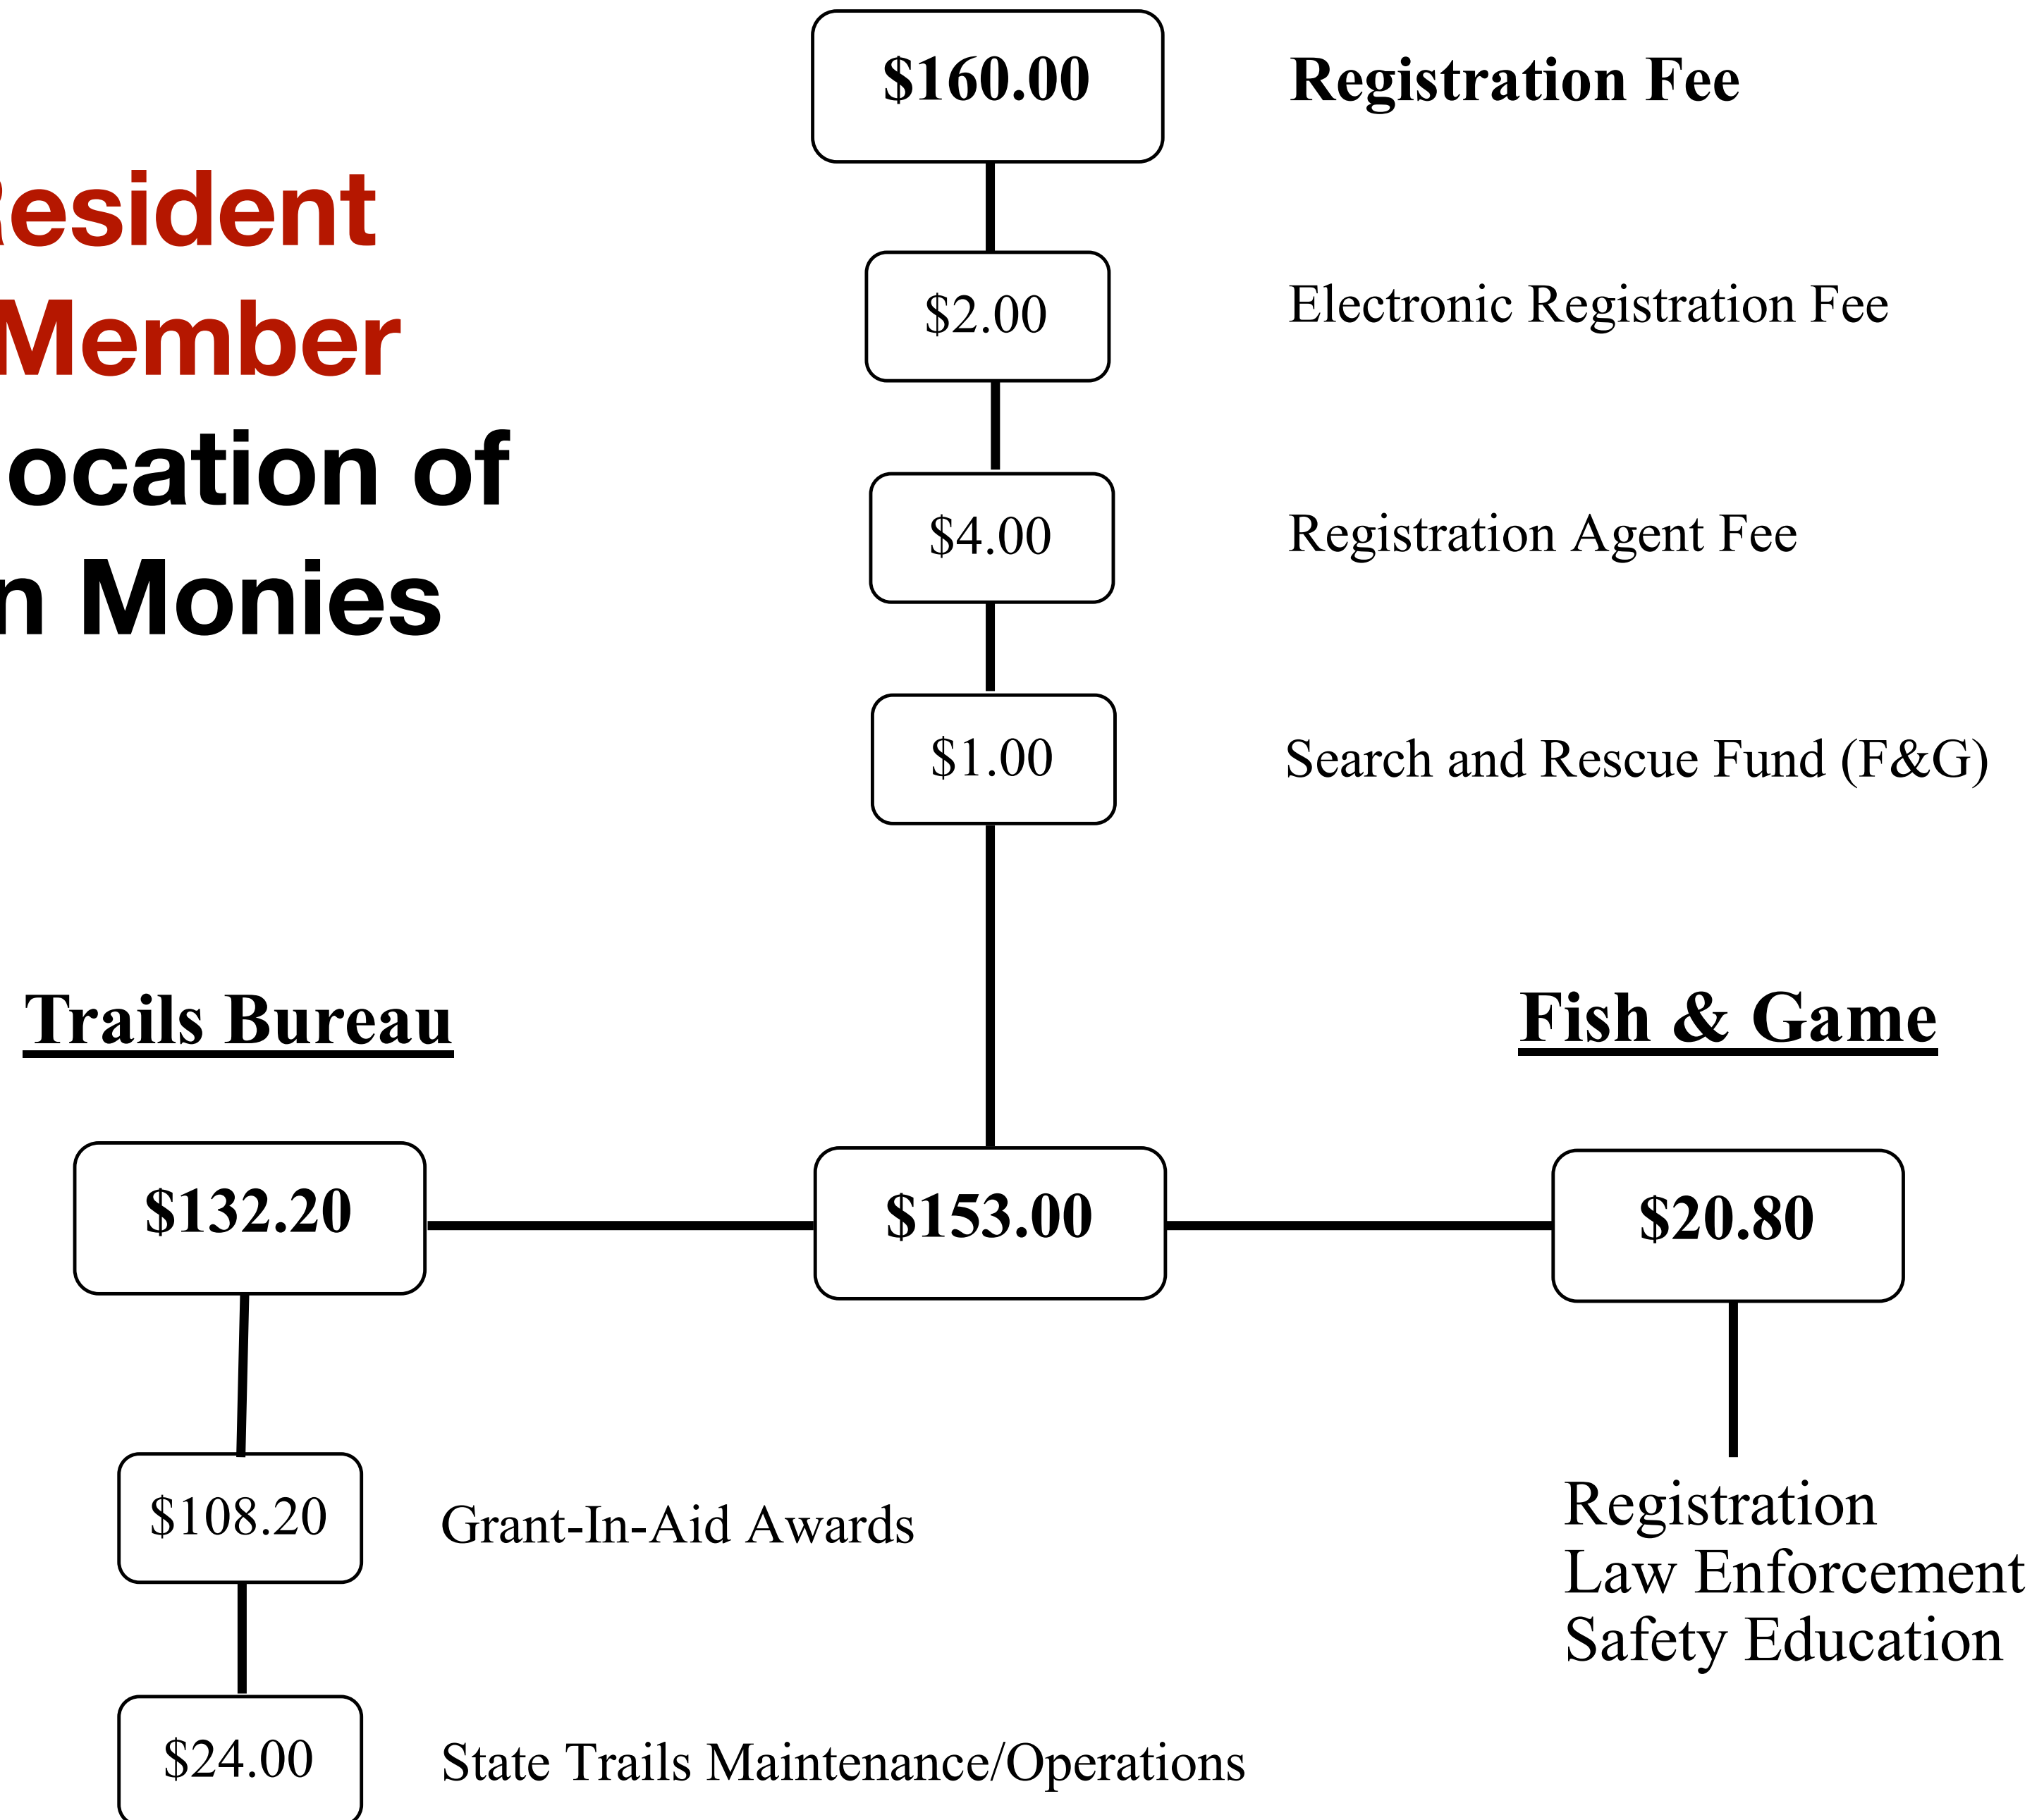 $160.00
Registration Fee
Resident
Member
$2.00
Electronic Registration Fee
ocation of
$4.00
Registration Agent Fee
n Monies
$1.00
Search and Rescue Fund (F&G)
Trails Bureau
Fish & Game
$132.20
$153.00
$20.80
$108.20
Grant-In-Aid Awards
Registration
Law Enforcement
Safety Education
$24.00
State Trails Maintenance/Operations